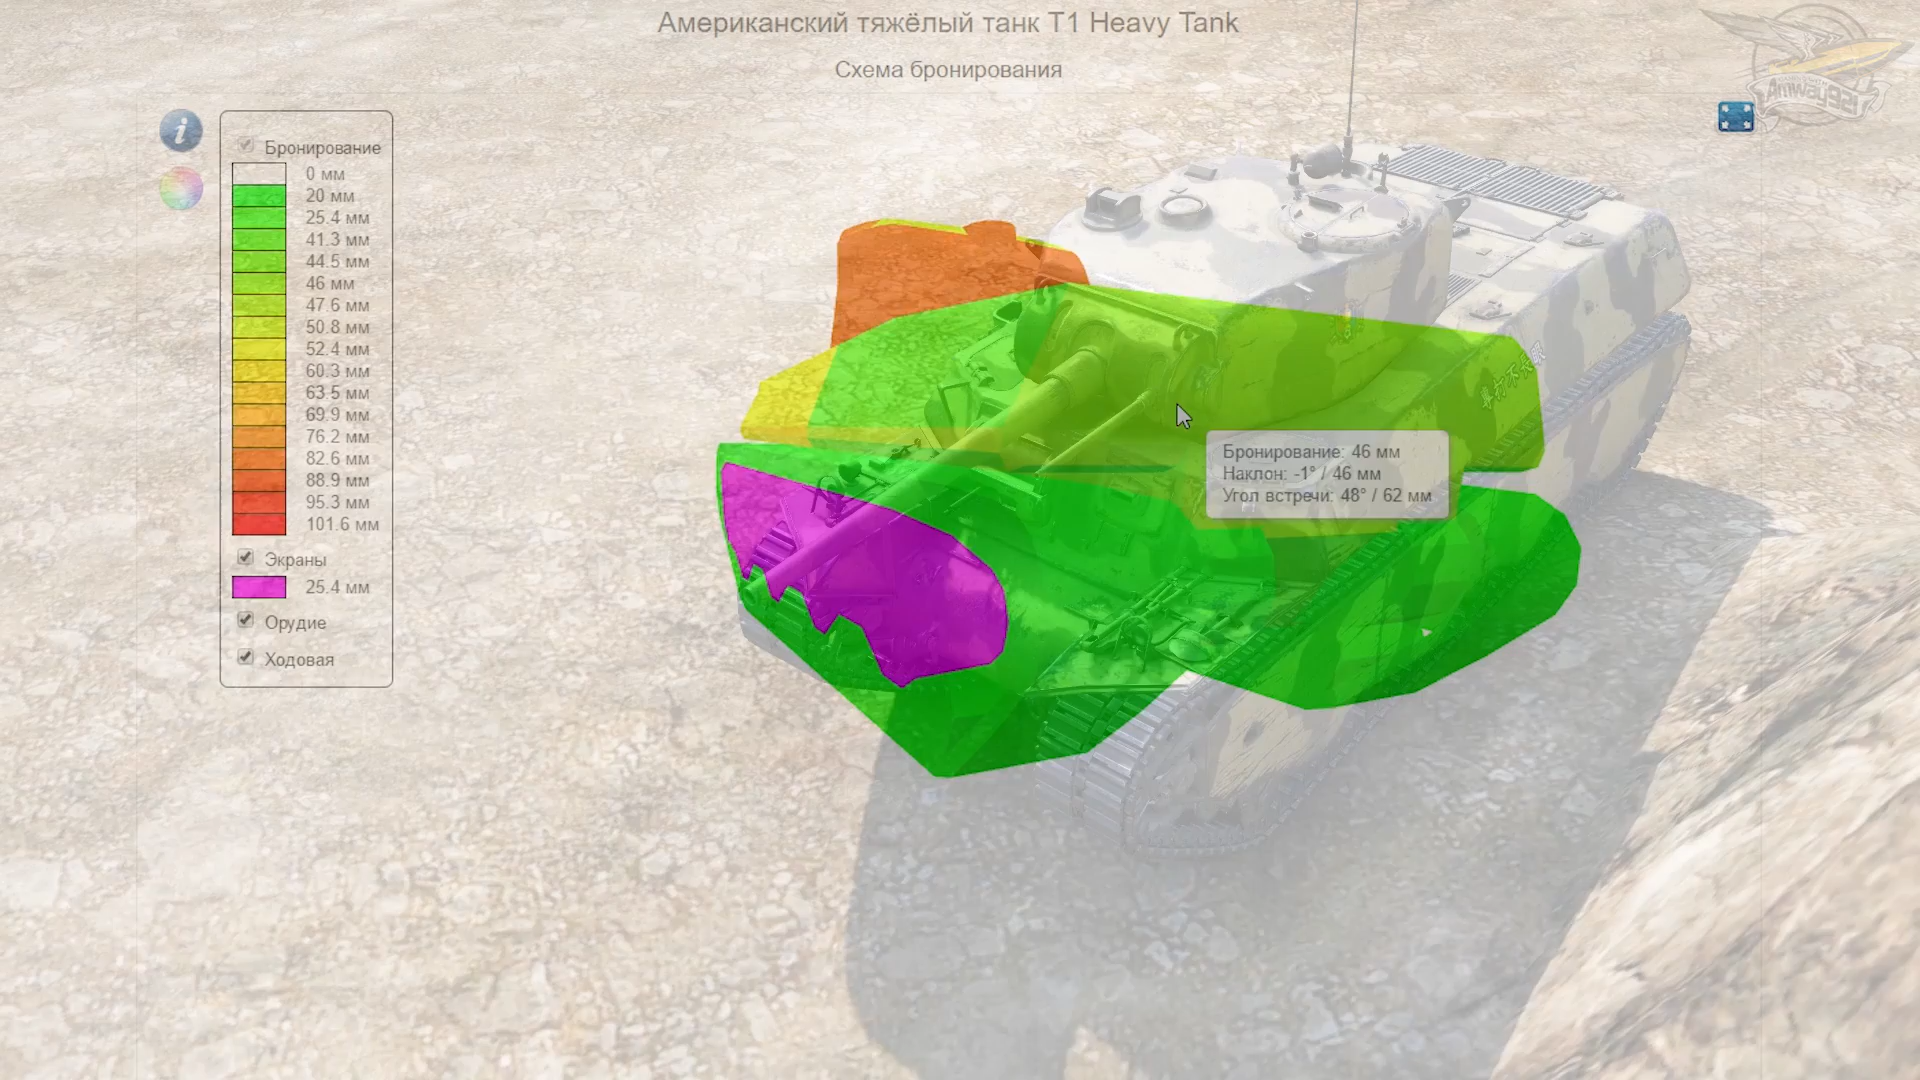 Американский тяжёлый танк T1 Heavy Tank
Схема бронирования
Amway921
i
Бронирование
0 мм
20 мм
25.4 мм
41.3 мм
44.5 мм
46 мм
47.6 мм
50.8 мм
52.4 мм
60.3 мм
63.5 мм
69.9 мм
76.2 мм
82.6 мм
88.9 мм
95.3 мм
101.6 мм
Экраны
25.4 мм
Орудие
Ходовая
Бронирование: 46 мм
Наклон: -1° / 46 мм
Угол встречи: 48° / 62 мм